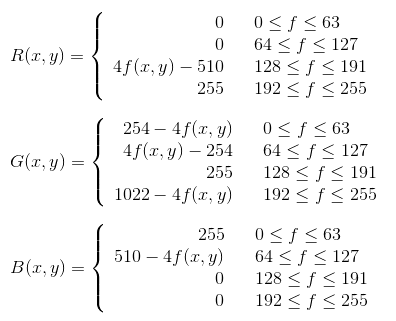 R(x, y) = { 0    0 ≤ f ≤ 63
0    64 ≤ f ≤ 127
4f(x, y) − 510    128 ≤ f ≤ 191
255    192 ≤ f ≤ 255
G(x, y) = { 254 − 4f(x, y)    0 ≤ f ≤ 63
4f(x, y) − 254    64 ≤ f ≤ 127
255    128 ≤ f ≤ 191
1022 − 4f(x, y)    192 ≤ f ≤ 255
B(x, y) = { 255    0 ≤ f ≤ 63
510 − 4f(x, y)    64 ≤ f ≤ 127
0    128 ≤ f ≤ 191
0    192 ≤ f ≤ 255